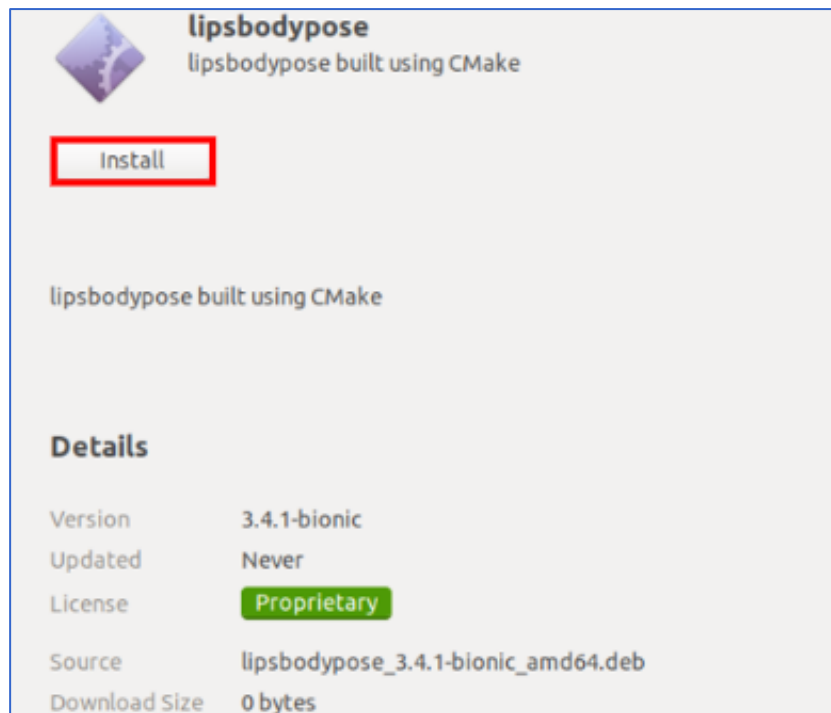 lipsbodypose
lipsbodypose built using CMake
Install
lipsbodypose built using CMake
Details
Version 3.4.1-bionic
Updated Never
License Proprietary
Source lipsbodypose_3.4.1-bionic_amd64.deb
Download Size 0 bytes